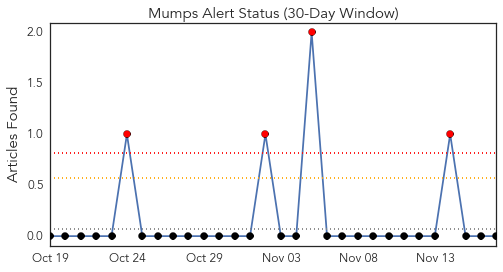 Mumps Alert Status (30-Day Window)
Articles Found
2.0
1.5
1.0
0.5
0.0
Oct 19 Oct 24 Oct 29 Nov 03 Nov 08 Nov 13